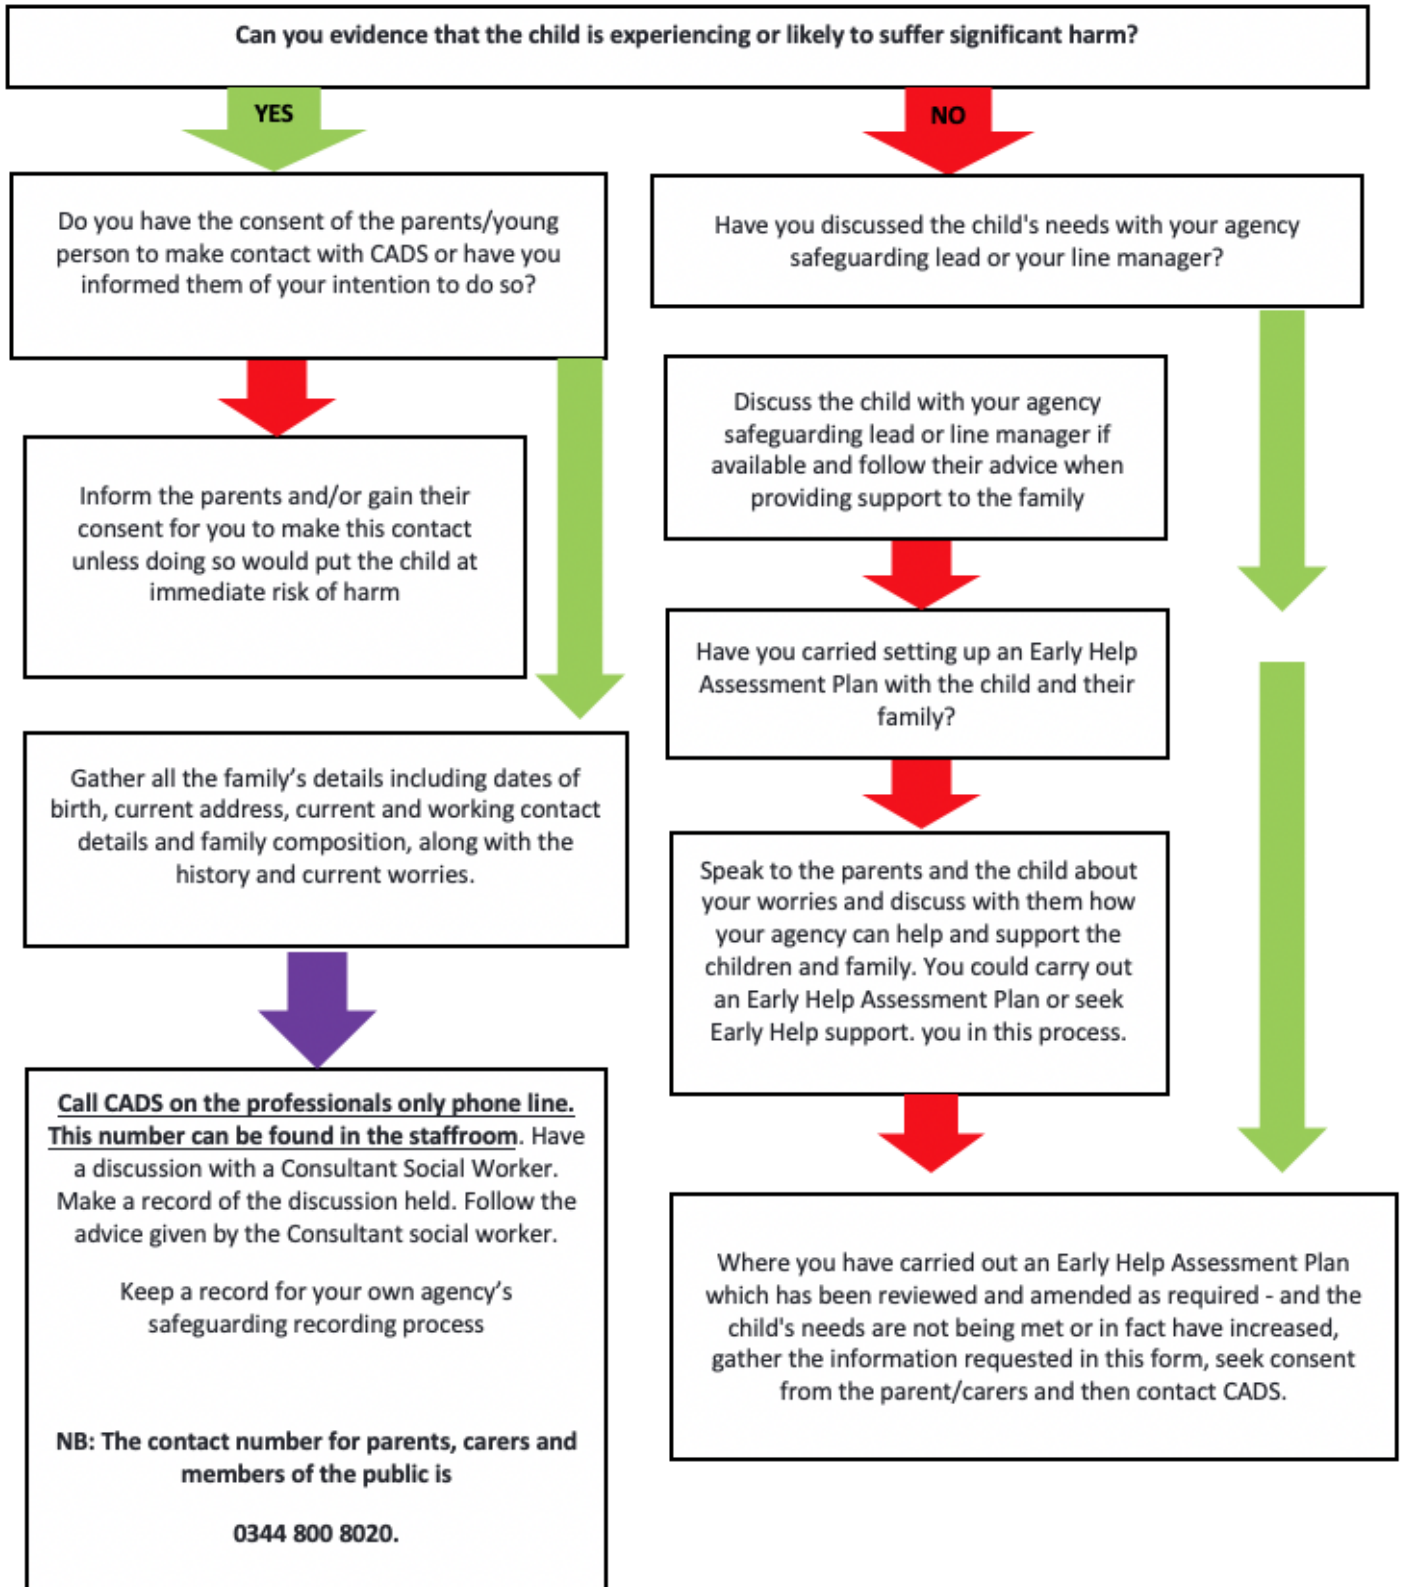 Can you evidence that the child is experiencing or likely to suffer significant harm?
YES
NO
Do you have the consent of the parents/young
person to make contact with CADS or have you
informed them of your intention to do so?
Have you discussed the child's needs with your agency
safeguarding lead or your line manager?
Inform the parents and/or gain their
consent for you to make this contact
unless doing so would put the child at
immediate risk of harm
Discuss the child with your agency
safeguarding lead or line manager if
available and follow their advice when
providing support to the family
Have you carried setting up an Early Help
Assessment Plan with the child and their
family?
Gather all the family’s details including dates of
birth, current address, current and working contact
details and family composition, along with the
history and current worries.
Speak to the parents and the child about
your worries and discuss with them how
your agency can help and support the
children and family. You could carry out
an Early Help Assessment Plan or seek
Early Help support. you in this process.
Call CADS on the professionals only phone line.
This number can be found in the staffroom. Have
a discussion with a Consultant Social Worker.
Make a record of the discussion held. Follow the
advice given by the Consultant social worker.
Keep a record for your own agency’s
safeguarding recording process
NB: The contact number for parents, carers and
members of the public is
0344 800 8020.
Where you have carried out an Early Help Assessment Plan
which has been reviewed and amended as required - and the
child's needs are not being met or in fact have increased,
gather the information requested in this form, seek consent
from the parent/carers and then contact CADS.